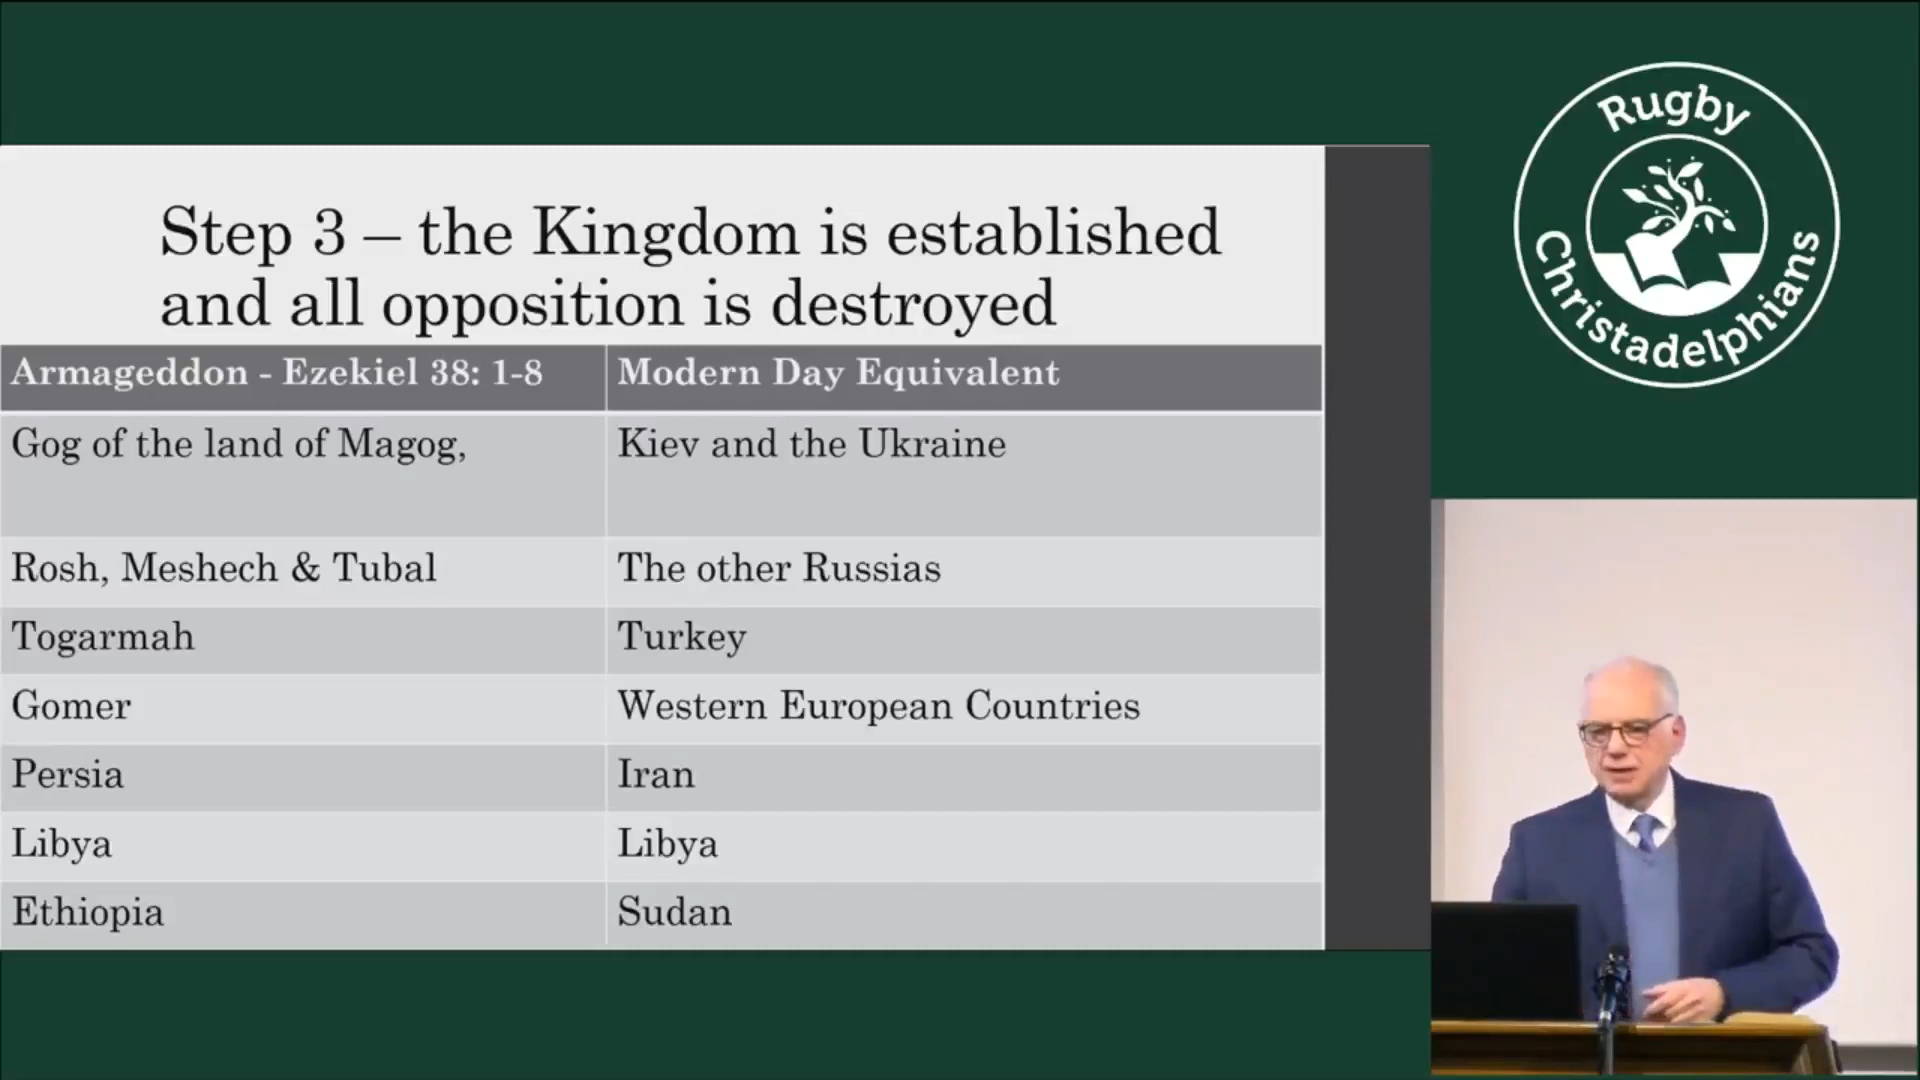 Step 3 – the Kingdom is established
and all opposition is destroyed
Armageddon - Ezekiel 38: 1-8
Modern Day Equivalent
Gog of the land of Magog,
Kiev and the Ukraine
Rosh, Meshech & Tubal
The other Russias
Togarmah
Turkey
Gomer
Western European Countries
Persia
Iran
Libya
Libya
Ethiopia
Sudan
Rugby
Christadelphians